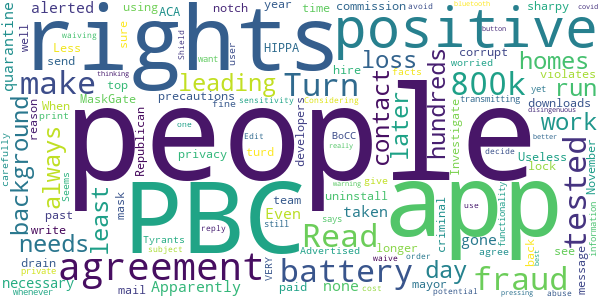 rights
positive
people
PBC
app
agreement
battery
fraud
Read
Turn
800k
make
leading
loss
homes
run
work
tested
hundreds
contact
later
background
always
least
needs
day
Even
taken
none
gone
Apparently
necessary
quarantine
alerted
using
ACA
notch
year
HIPPA
commission
time
avoid
bluetooth
button
covid
sharpy
waiving
Shield
user
want
facts
hire
worried
corrupt
violates
states
well
send
Less
sure
top
precautions
fine
sensitivity
Considering
thinking
transmitting
yet
disingenuous
downloads
MaskGate
When
print
reason
Republican
one
Edit
turd
developers
BoCC
really
privacy
Investigate
Useless
lock
better
decide
November
information
carefully
Seems
mask
Tyrants
subject
reply
team
still
uninstall
warning
give
says
criminal
use
functionality
back
best
see
message
past
write
drain
private
whenever
mail
VERY
paid
Advertised
longer
waive
order
cost
mayor
agree
potential
pressing
abuse